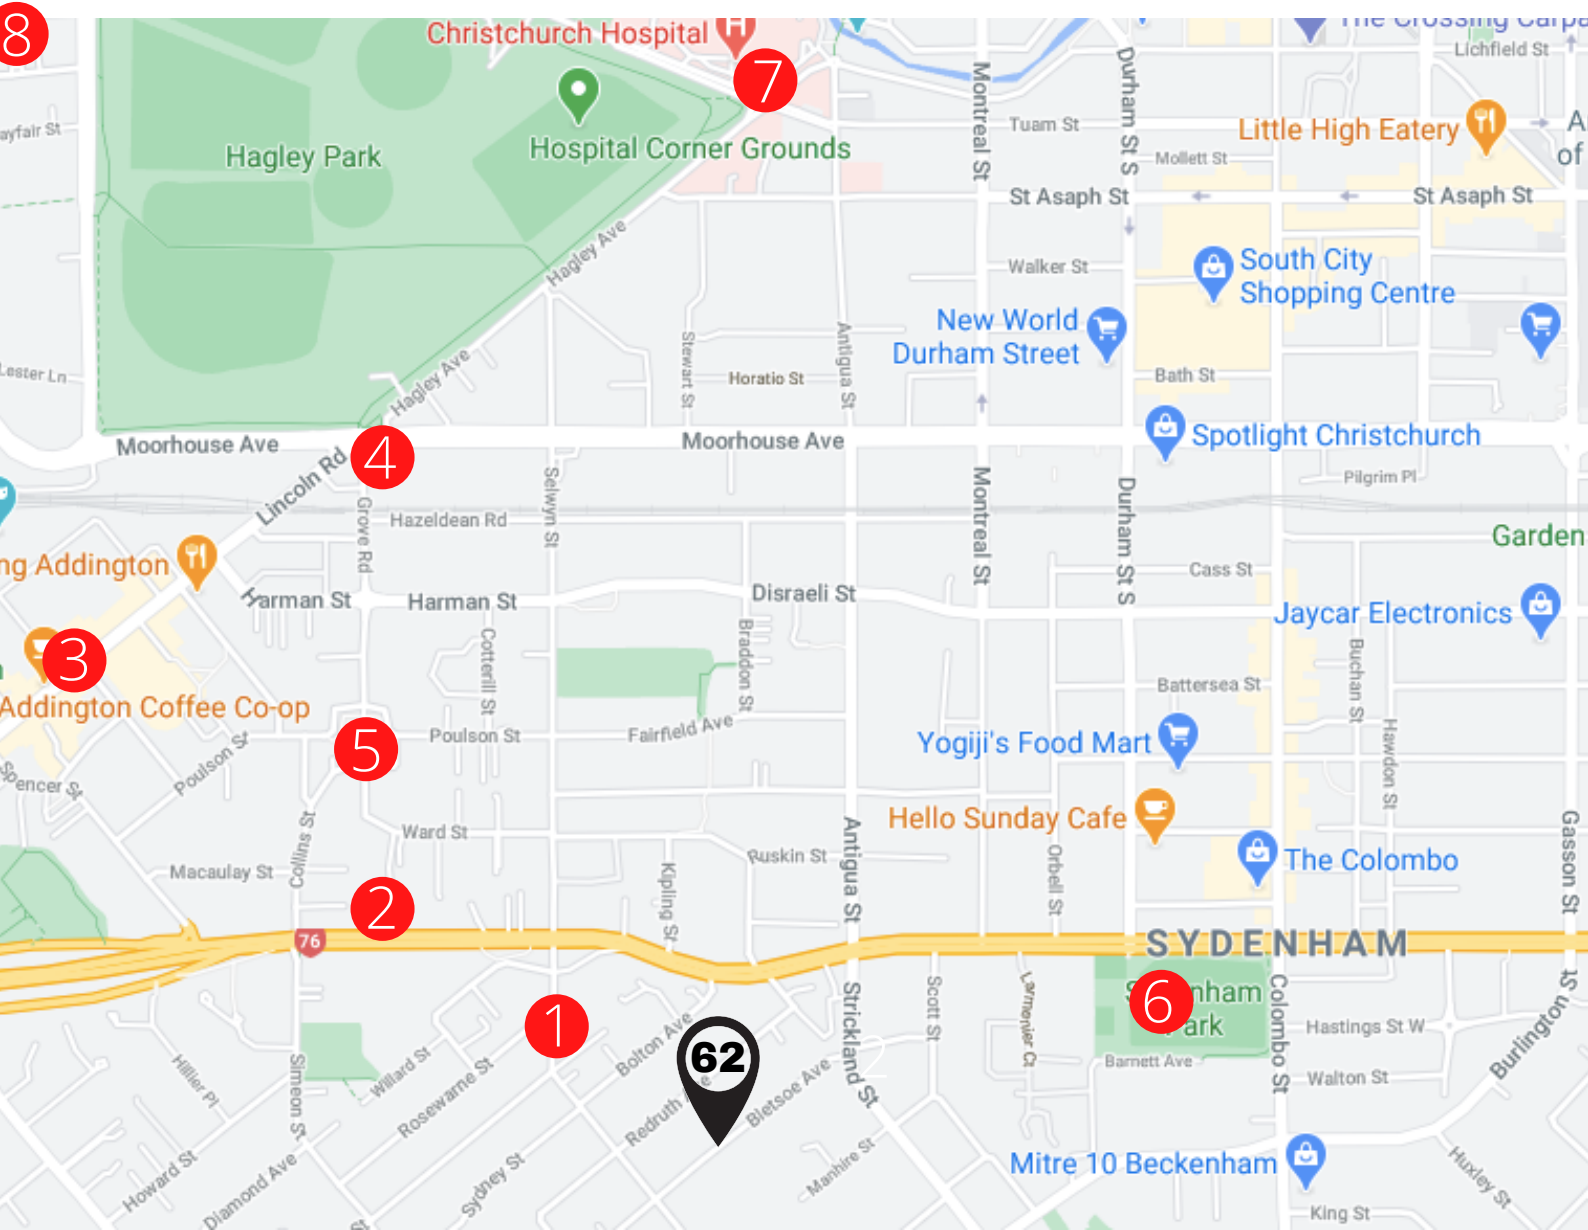 8
Christchurch Hospital
H
7
The Crossing Carpa
Lichfield St
Montreal St
Durham St S
ayfair St
Hagley Park
Hospital Corner Grounds
Tuam St
Little High Eatery
A
of
Mollett St
St Asaph St
St Asaph St
Hagley Ave
Walker St
South City
Shopping Centre
New World
Durham Street
Lester Ln
Hagley Ave
Stewart St
Horatio St
Antigua St
Bath St
Moorhouse Ave
4
Moorhouse Ave
Spotlight Christchurch
Lincoln Rd
Grove Rd
Hazeldean Rd
Selwyn St
Montreal St
Durham St S
Pilgrim Pl
Garden
ng Addington
Harman St
Harman St
Disraeli St
Cass St
Jaycar Electronics
3
Addington Coffee Co-op
Cotterill St
Braddon St
Buchan St
Battersea St
5
Poulson St
Poulson St
Fairfield Ave
Yogiji's Food Mart
Hawdon St
Spencer St
Collins St
Ward St
Antigua St
Hello Sunday Cafe
Gasson St
Macaulay St
Kipling St
Ruskin St
Orbell St
The Colombo
2
76
SYDENHAM
1
62
Strickland St
Scott St
Larmonier Ct
6
nham
Park
Colombo St
Hastings St W
Burlington St
Hillier Pl
Simeon St
Willard St
Rosewarne St
Bolton Ave
Redruth Ave
Bletsoe Ave
2
Barnett Ave
Walton St
Howard St
Diamond Ave
Sydney St
Manhire St
Mitre 10 Beckenham
Huxley St
King St
St